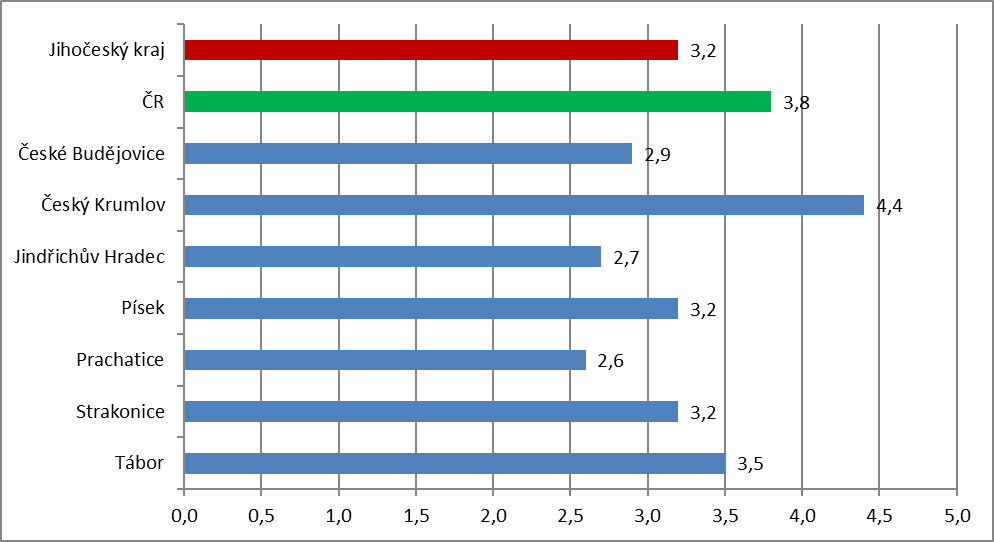 Jihočeský kraj 3,2
ČR 3,8
České Budějovice 2,9
Český Krumlov 4,4
Jindřichův Hradec 2,7
Písek 3,2
Prachatice 2,6
Strakonice 3,2
Tábor 3,5
0,0 0,5 1,0 1,5 2,0 2,5 3,0 3,5 4,0 4,5 5,0